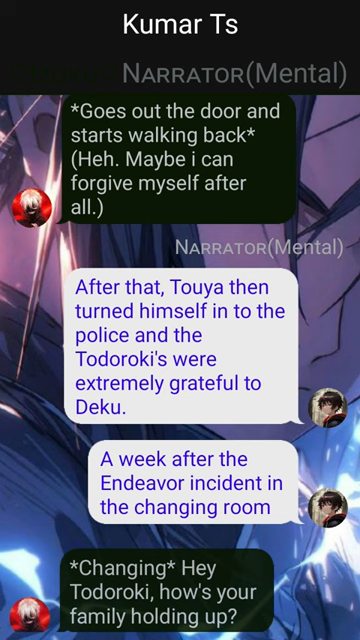 Kumar Ts
NARRATOR(Mental)
*Goes out the door and
starts walking back*
(Heh. Maybe i can
forgive myself after
all.)
NARRATOR(Mental)
After that, Touya then
turned himself in to the
police and the
Todoroki's were
extremely grateful to
Deku.
A week after the
Endeavor incident in
the changing room
*Changing* Hey
Todoroki, how's your
family holding up?